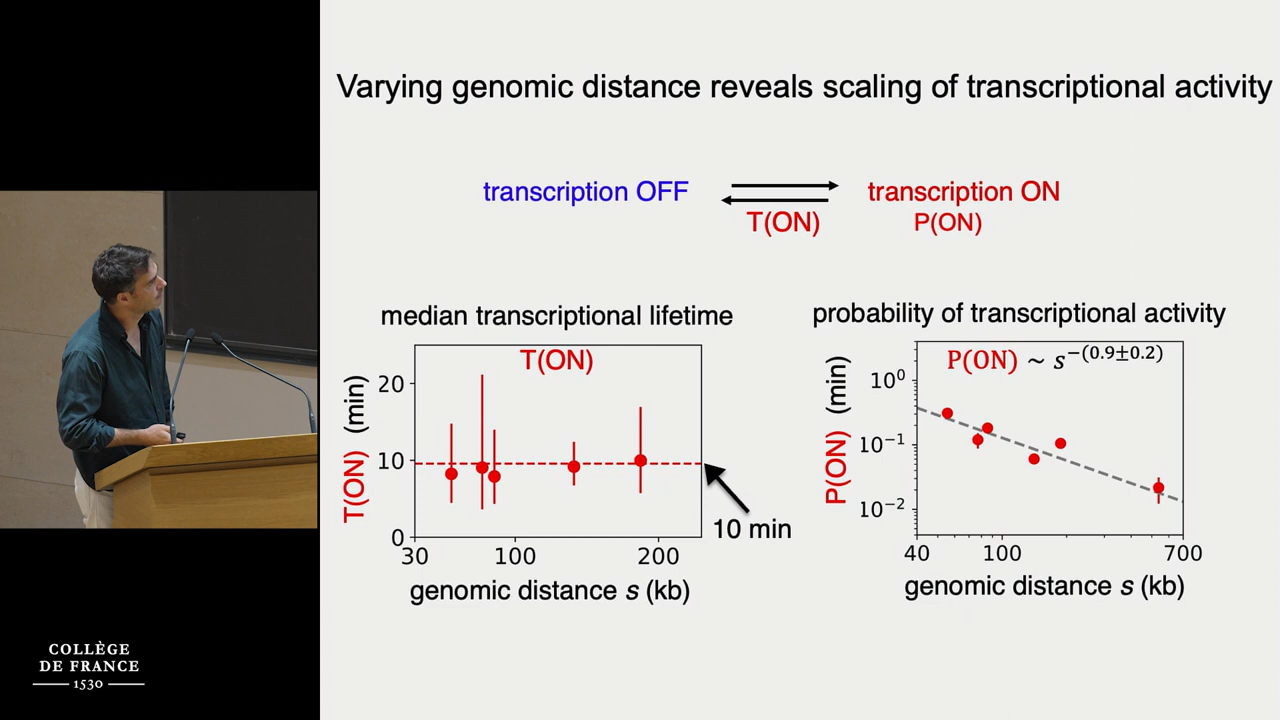 Varying genomic distance reveals scaling of transcriptional activity
transcription OFF
transcription ON
T(ON)
P(ON)
median transcriptional lifetime
T(ON)
T(ON) (min)
20
10
0
30
100
200
genomic distance s (kb)
10 min
probability of transcriptional activity
P(ON) ~ s^−(0.9±0.2)
P(ON) (min)
10^0
10^−1
10^−2
40
100
700
genomic distance s (kb)
COLLÈGE
DE FRANCE
1530